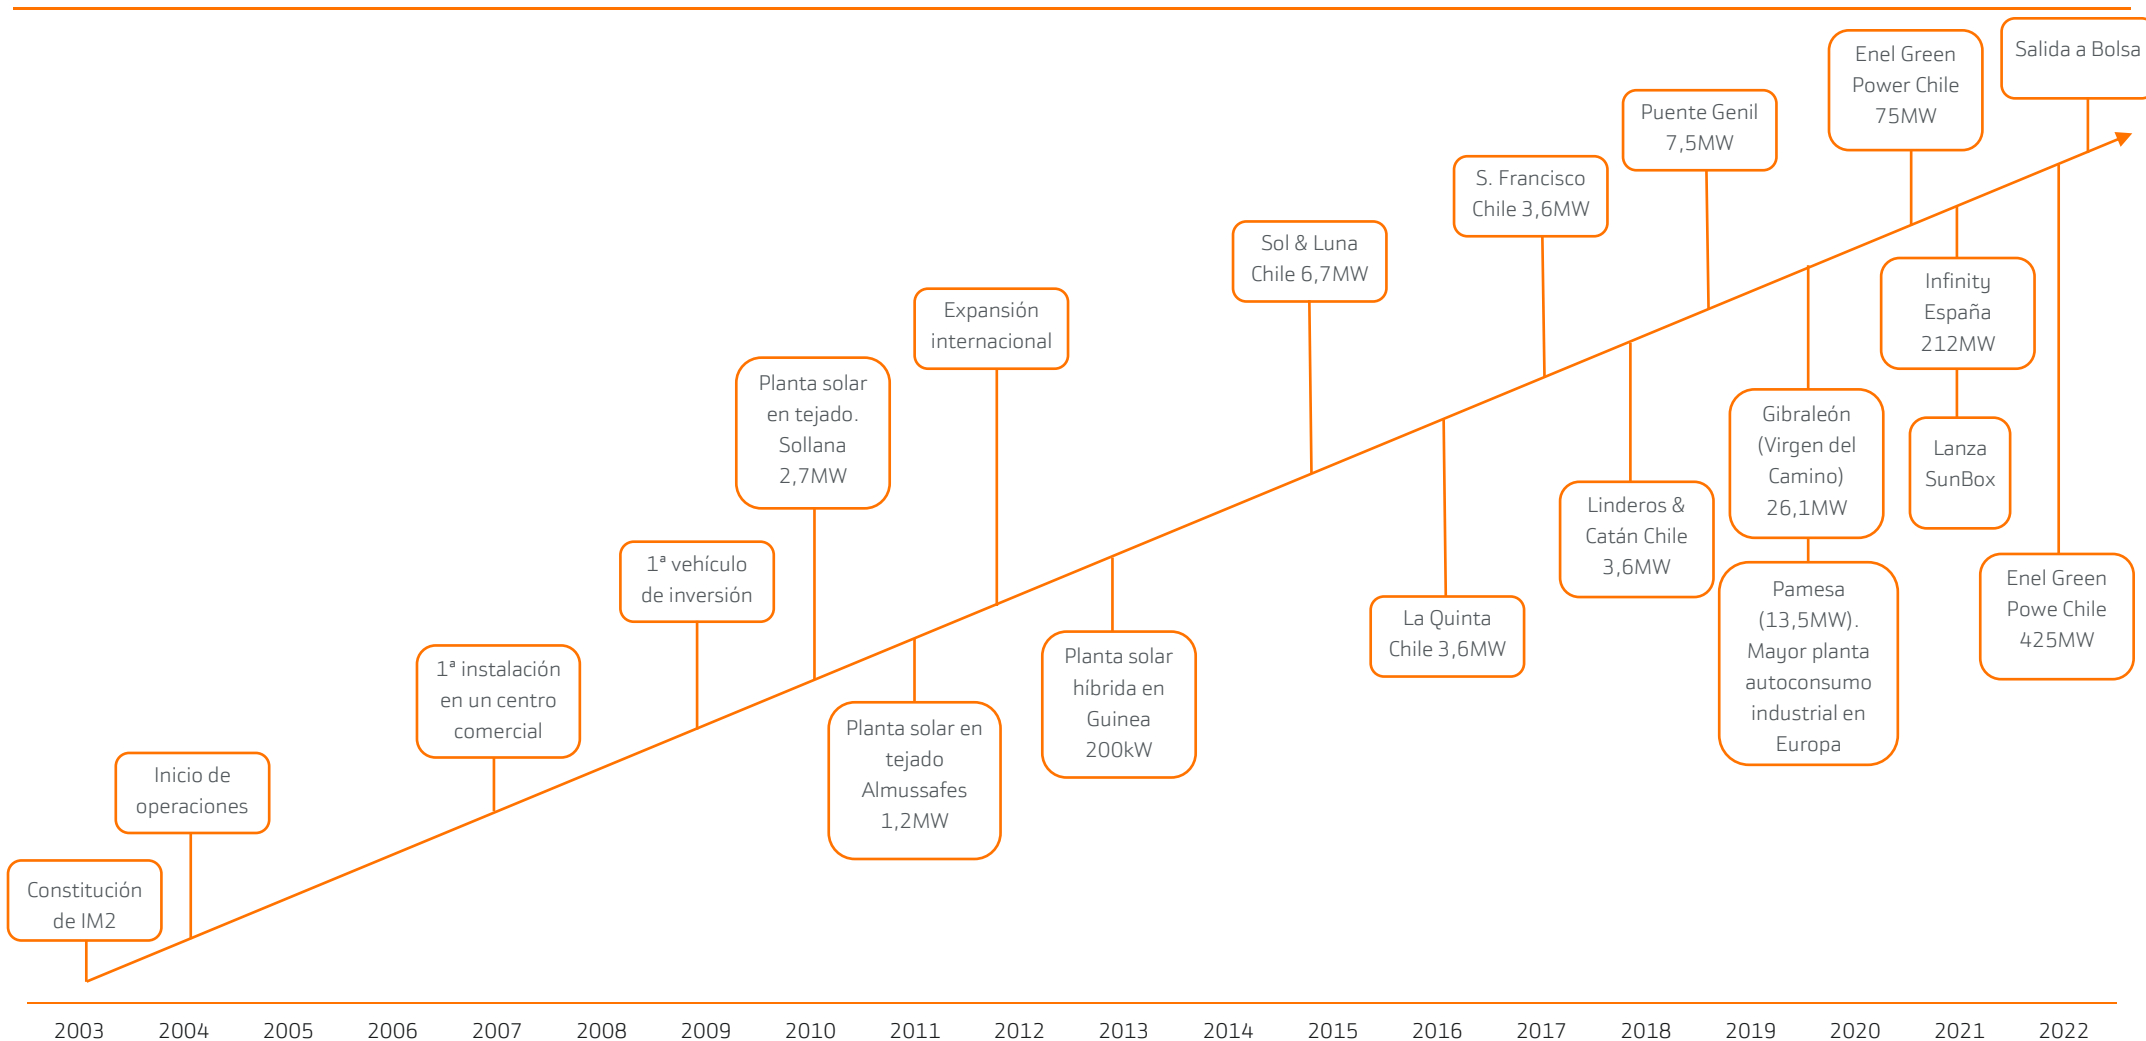 Constitución
de IM2
Inicio de
operaciones
1ª instalación
en un centro
comercial
1ª vehículo
de inversión
Planta solar
en tejado.
Sollana
2,7MW
Planta solar en
tejado
Almussafes
1,2MW
Expansión
internacional
Planta solar
híbrida en
Guinea
200kW
Sol & Luna
Chile 6,7MW
La Quinta
Chile 3,6MW
S. Francisco
Chile 3,6MW
Linderos &
Catán Chile
3,6MW
Puente Genil
7,5MW
Gibraleón
(Virgen del
Camino)
26,1MW
Pamesa
(13,5MW).
Mayor planta
autoconsumo
industrial en
Europa
Enel Green
Power Chile
75MW
Infinity
España
212MW
Lanza
SunBox
Enel Green
Powe Chile
425MW
Salida a Bolsa
2003 2004 2005 2006 2007 2008 2009 2010 2011 2012 2013 2014 2015 2016 2017 2018 2019 2020 2021 2022